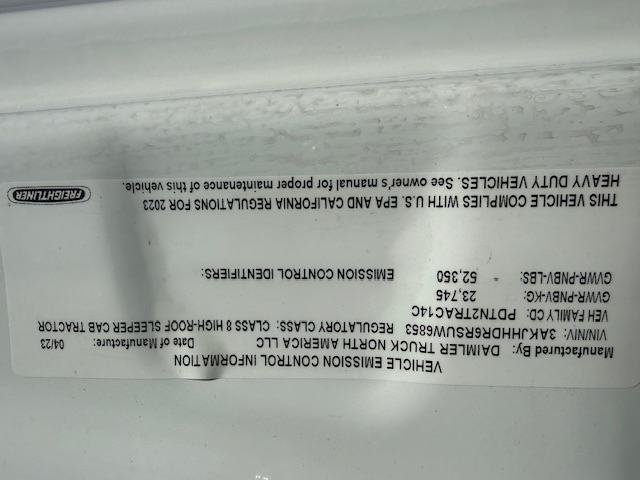 VEHICLE EMISSION CONTROL INFORMATION
Manufactured By: DAIMLER TRUCK NORTH AMERICA LLC Date of Manufacture: 04/23
VIN/NIV: 3AKJHHDR6RSUW6853 REGULATORY CLASS: CLASS 8 HIGH-ROOF SLEEPER CAB TRACTOR
VEH FAMILY CD: PDTN2TRAC14C
GVWR-PNBV-KG: 23,745
GVWR-PNBV-LBS: 52,350 EMISSION CONTROL IDENTIFIERS:
THIS VEHICLE COMPLIES WITH U.S. EPA AND CALIFORNIA REGULATIONS FOR 2023
HEAVY DUTY VEHICLES. See owner's manual for proper maintenance of this vehicle.
FREIGHTLINER